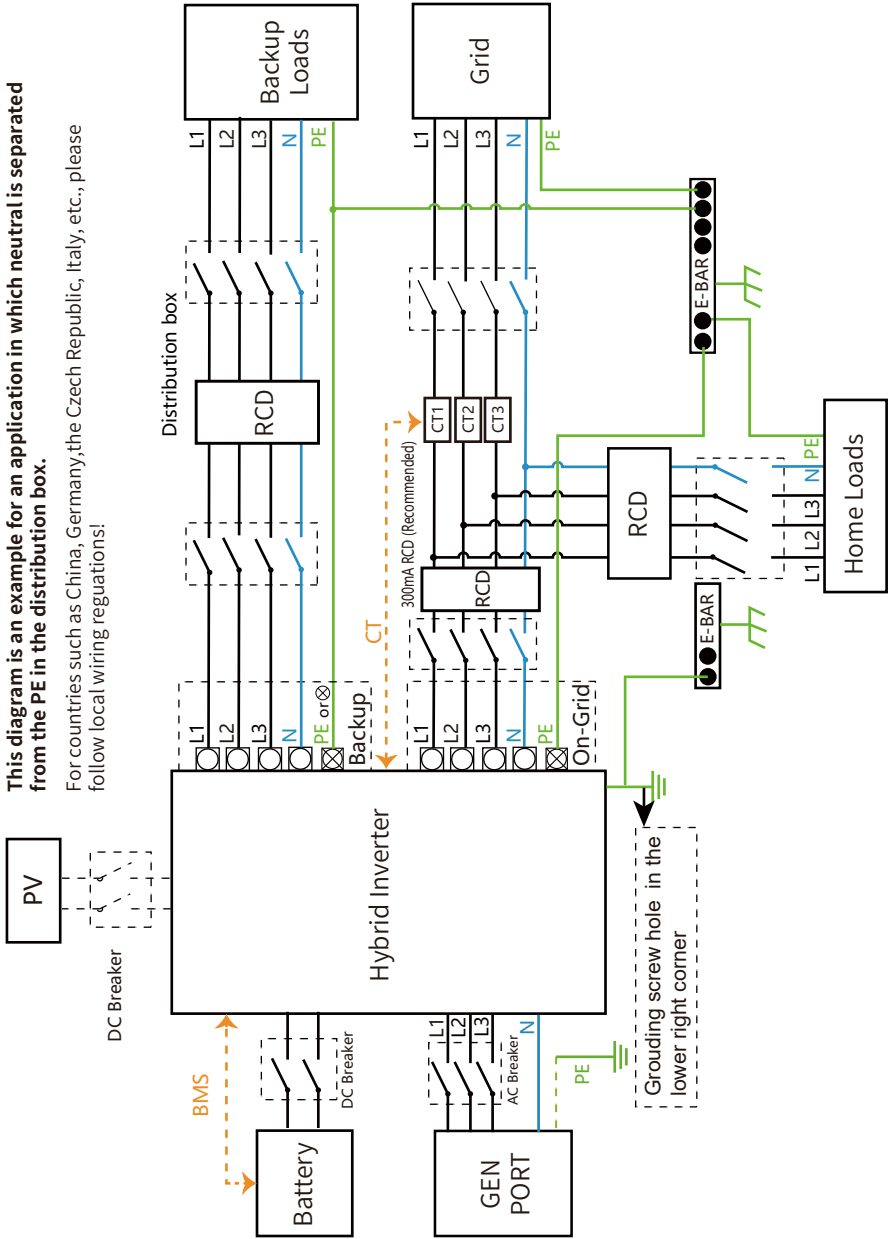 This diagram is an example for an application in which neutral is separated
from the PE in the distribution box.
For countries such as China, Germany,the Czech Republic, Italy, etc., please
follow local wiring reguations!
PV
DC Breaker
Distribution box
Backup
Loads
L1
L2
L3
N
PE
RCD
BMS
Battery
DC Breaker
Hybrid Inverter
L1
L2
L3
N
PE or
Backup
CT
300mA RCD (Recommended)
CT1
CT2
CT3
RCD
Grid
L1
L2
L3
N
PE
L1
L2
L3
N
PE
On-Grid
GEN
PORT
L1
L2
L3
N
AC Breaker
PE
RCD
E-BAR
E-BAR
L1
L2
L3
N
PE
Home Loads
Grouding screw hole in the
lower right corner